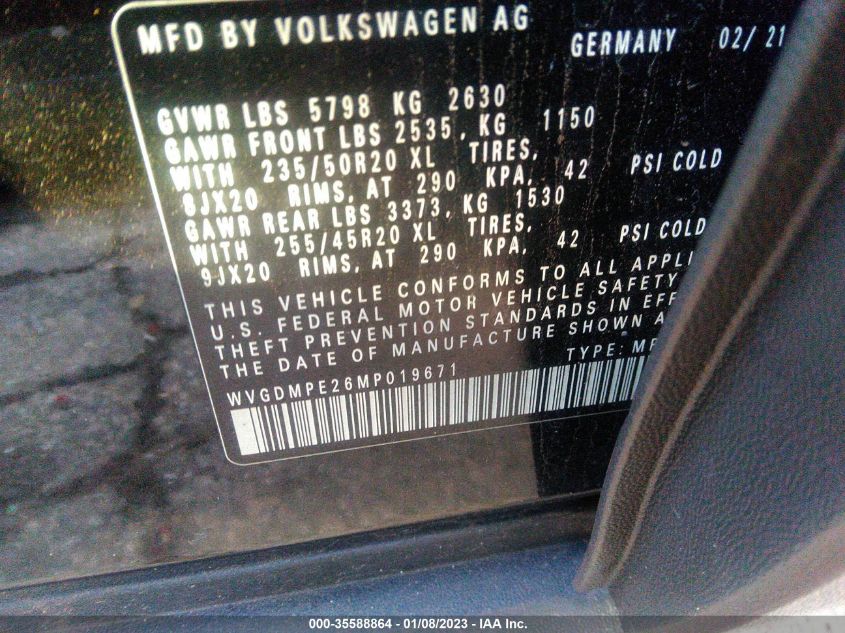 MFD BY VOLKSWAGEN AG
GERMANY 02/ 21
GVWR LBS 5798 KG 2630
GAWR FRONT LBS 2535, KG 1150
WITH 235/50R20 XL TIRES,
8JX20 RIMS, AT 290 KPA, 42 PSI COLD
GAWR REAR LBS 3373, KG 1530
WITH 255/45R20 XL TIRES,
9JX20 RIMS, AT 290 KPA, 42 PSI COLD
THIS VEHICLE CONFORMS TO ALL APPLI
U.S. FEDERAL MOTOR VEHICLE SAFETY
THEFT PREVENTION STANDARDS IN EFF
THE DATE OF MANUFACTURE SHOWN A
WVGDMPE26MP019671 TYPE: MP
000-35588864 - 01/08/2023 - IAA Inc.